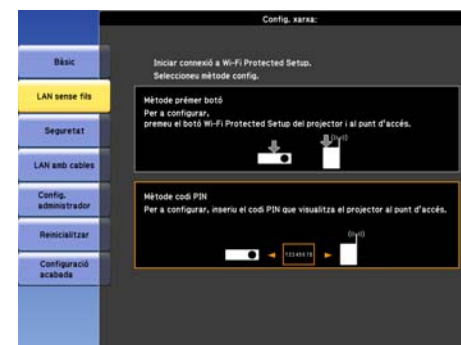 Config. xarxa:
Bàsic
LAN sense fils
Seguretat
LAN amb cables
Config.
administrador
Reinicialitzar
Configuració
acabada
Iniciar connexió a Wi-Fi Protected Setup.
Seleccioneu mètode config.
Mètode prémer botó
Per a configurar,
premeu el botó Wi-Fi Protected Setup del projector i al punt d'accés.
Mètode codi PIN
Per a configurar, inseriu el codi PIN que visualitza el projector al punt d'accés.
12345678